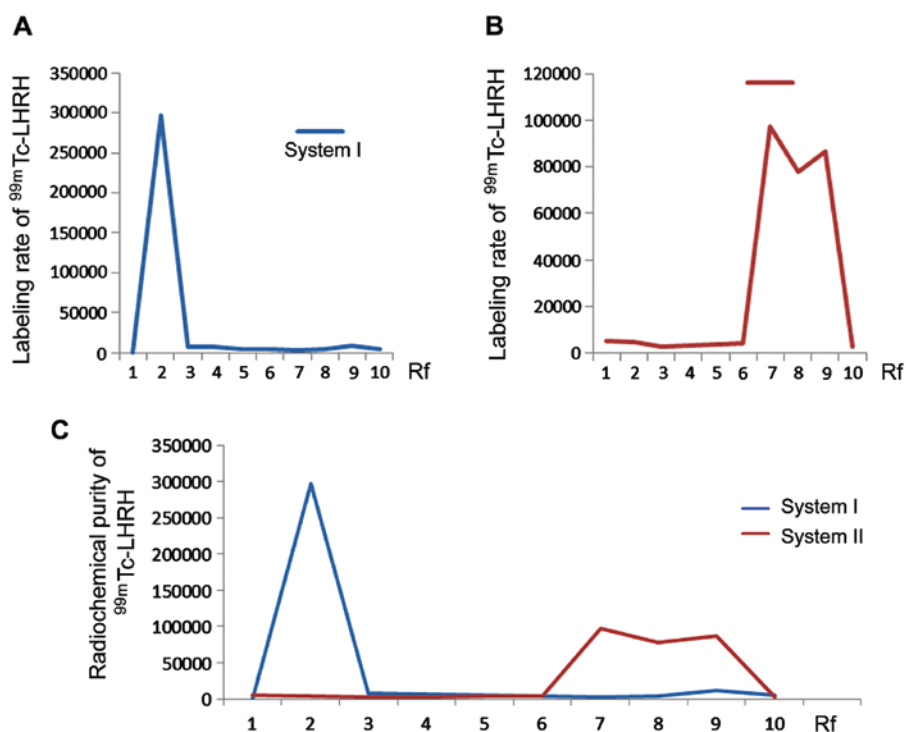 A
Labeling rate of ⁹⁹ᵐTc-LHRH
350000
300000
250000
200000
150000
100000
50000
0
1 2 3 4 5 6 7 8 9 10 Rf
System I
B
Labeling rate of ⁹⁹ᵐTc-LHRH
120000
100000
80000
60000
40000
20000
0
1 2 3 4 5 6 7 8 9 10 Rf
C
Radiochemical purity of
⁹⁹ᵐTc-LHRH
350000
300000
250000
200000
150000
100000
50000
0
1 2 3 4 5 6 7 8 9 10 Rf
System I
System II